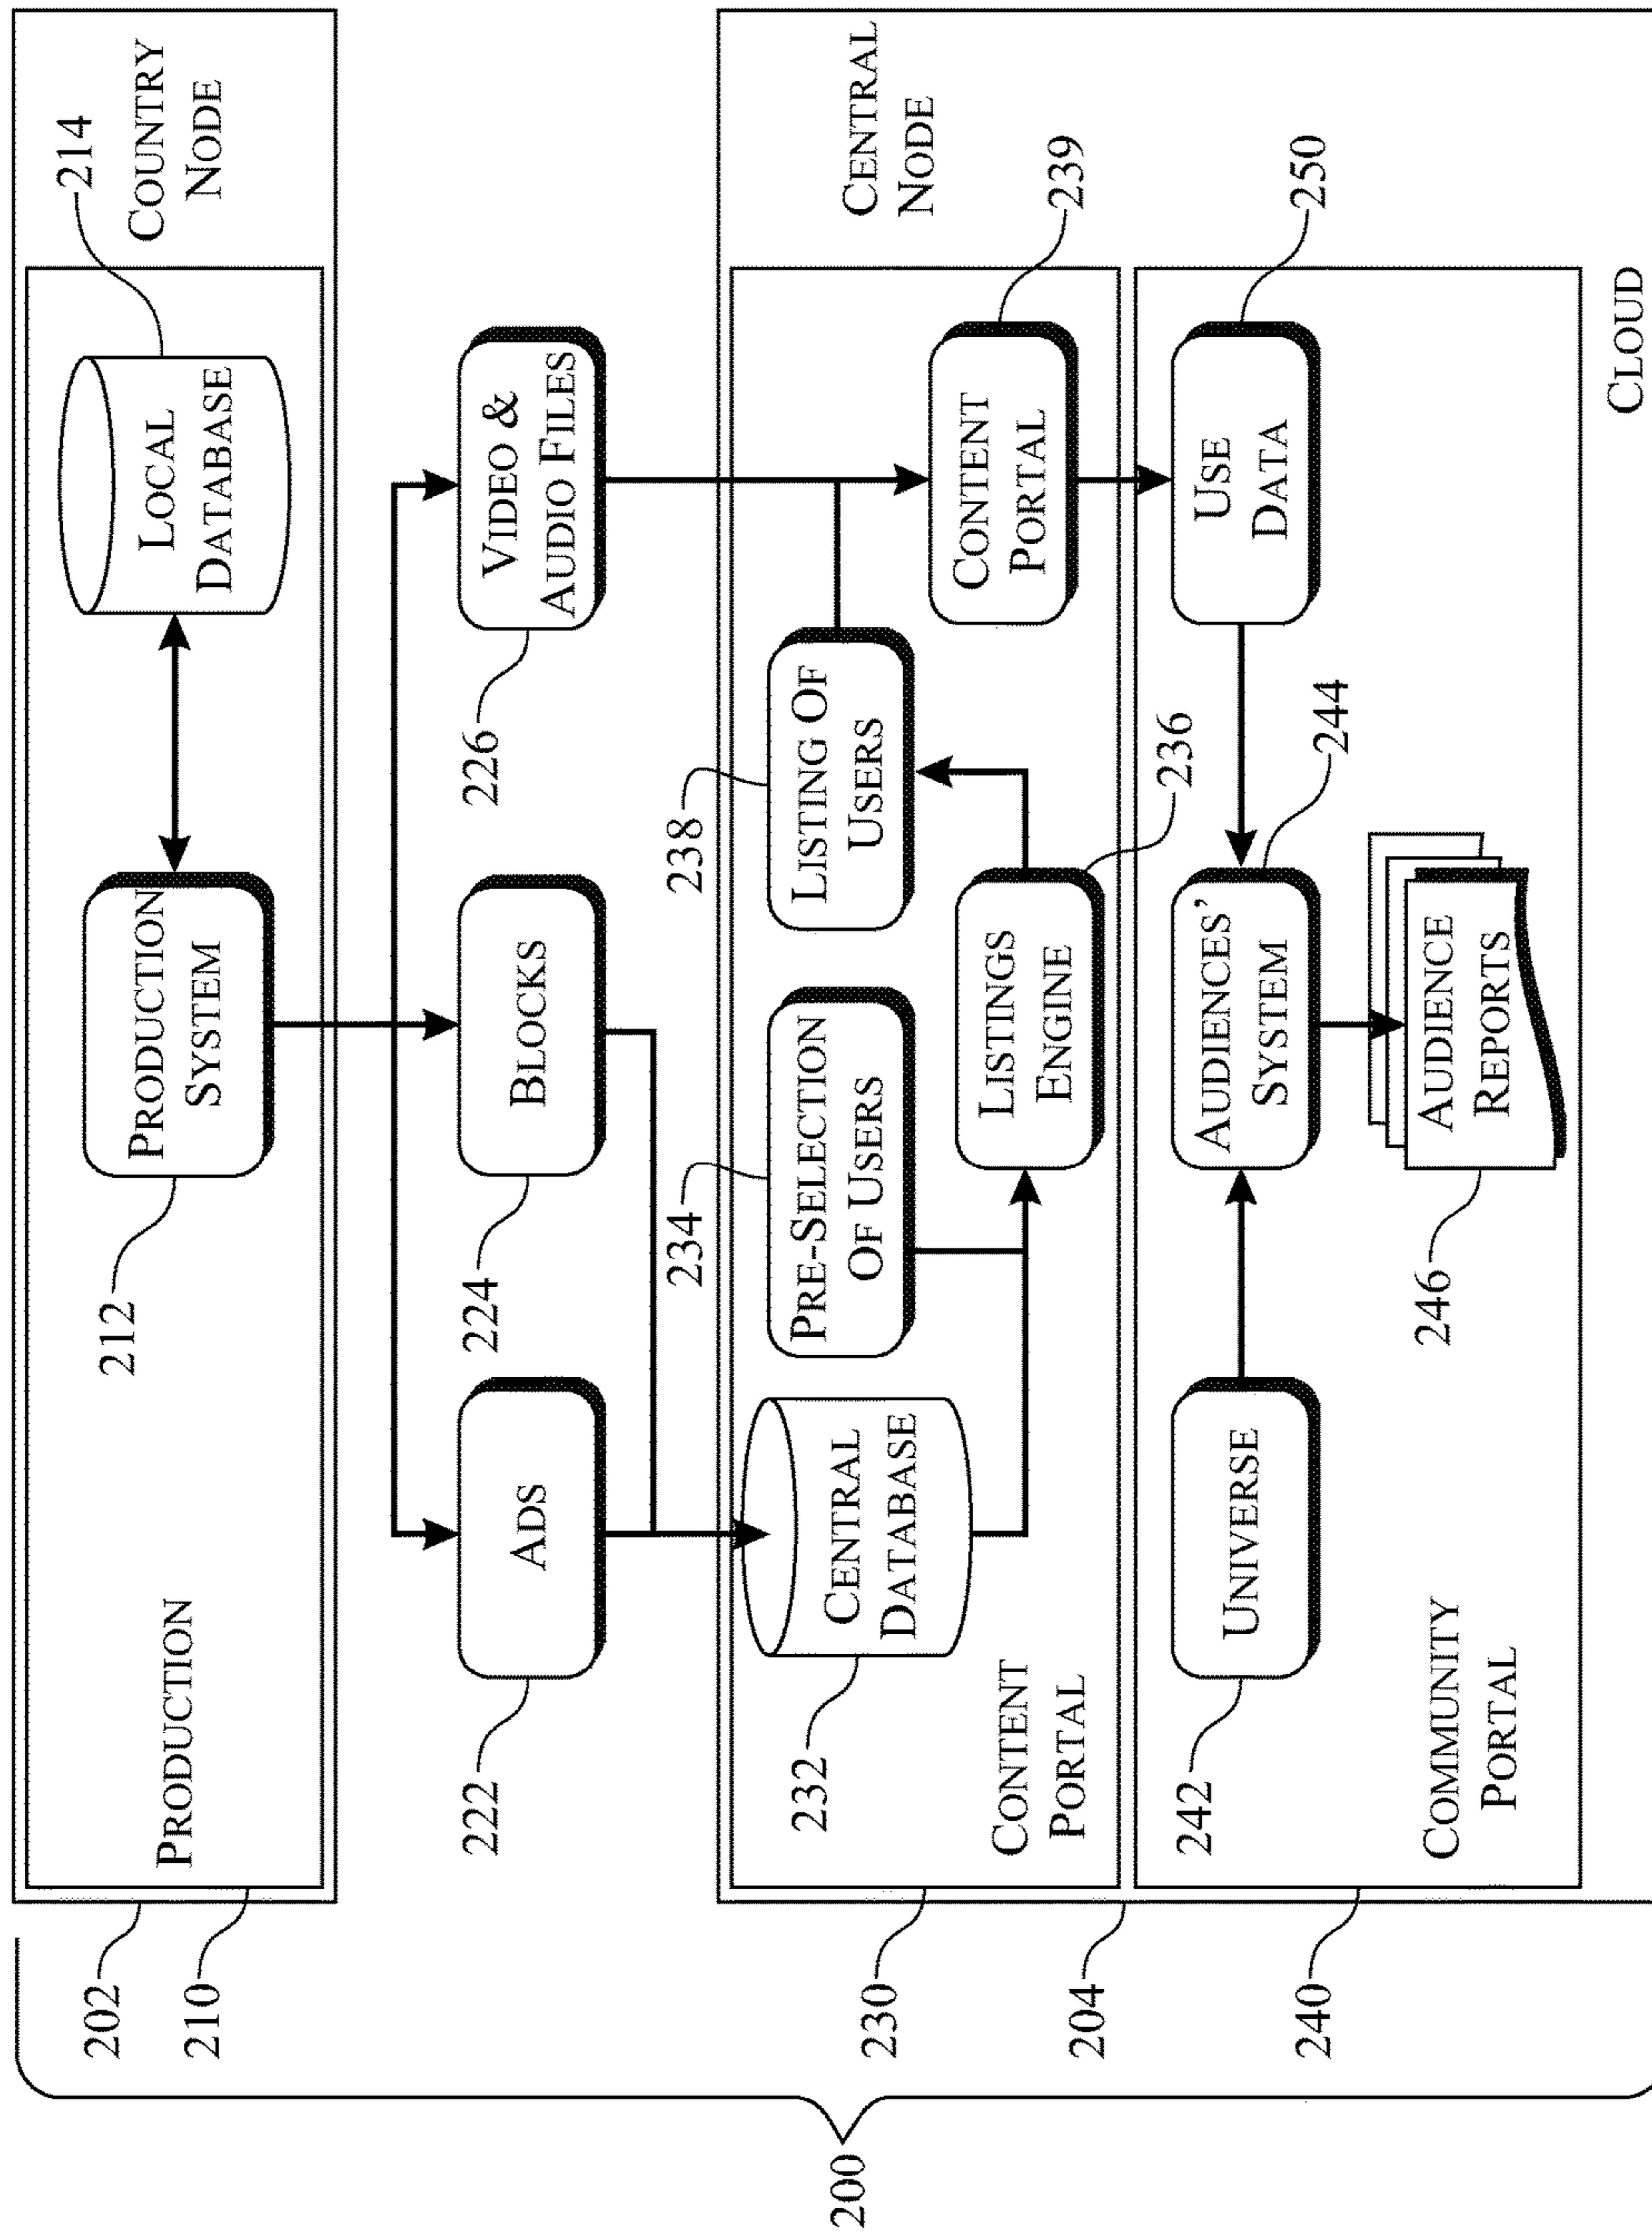 200
202
210
PRODUCTION
212
PRODUCTION
SYSTEM
LOCAL
DATABASE
214
COUNTRY
NODE
222
ADS
224
BLOCKS
226
VIDEO &
AUDIO FILES
230
204
CONTENT
PORTAL
232
CENTRAL
DATABASE
234
PRE-SELECTION
OF USERS
LISTINGS
ENGINE
236
238
LISTING OF
USERS
CONTENT
PORTAL
239
CENTRAL
NODE
240
COMMUNITY
PORTAL
242
UNIVERSE
AUDIENCES'
SYSTEM
244
246
AUDIENCE
REPORTS
USE
DATA
250
CLOUD